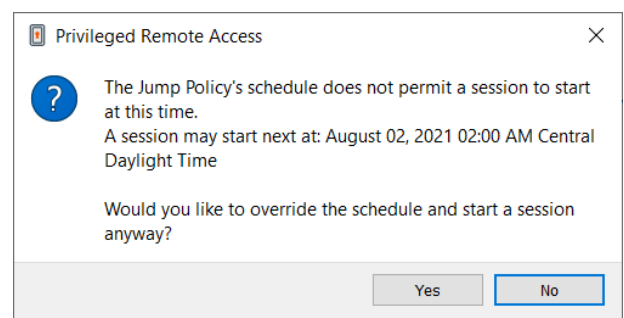 Privileged Remote Access
The Jump Policy's schedule does not permit a session to start
at this time.
A session may start next at: August 02, 2021 02:00 AM Central
Daylight Time
Would you like to override the schedule and start a session
anyway?
Yes
No